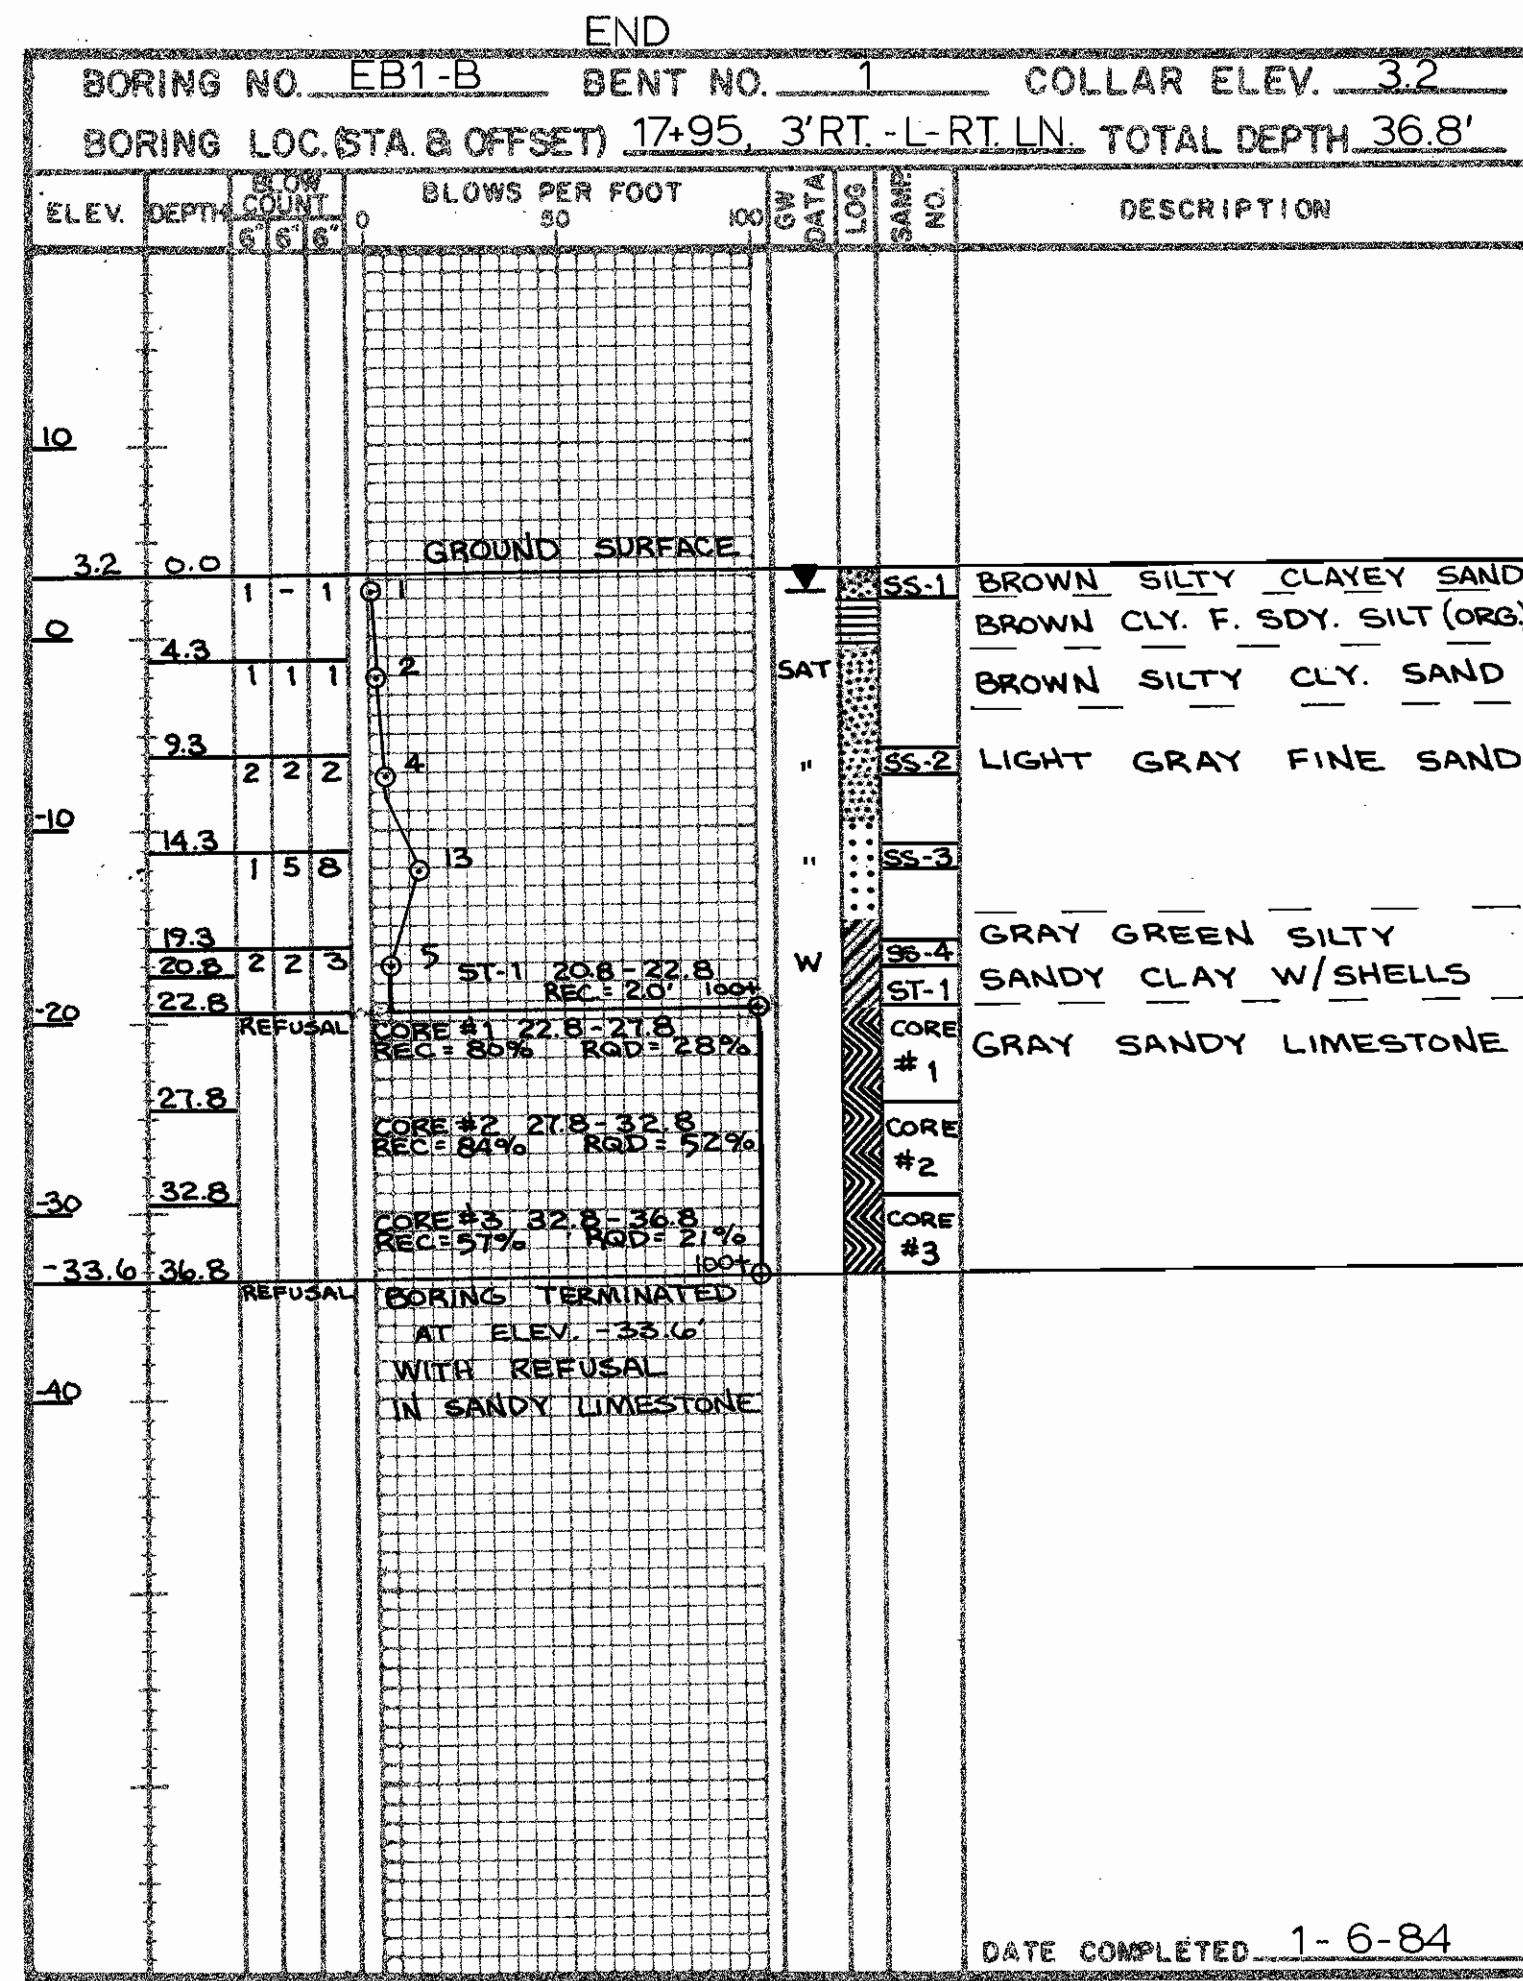 END
BORING NO. EB1-B BENT NO. 1 COLLAR ELEV. 3.2
BORING LOC. (STA. & OFFSET) 17+95, 3'RT. -L- RT. LN. TOTAL DEPTH 36.8'
ELEV. DEPTH BLOW COUNT 6" 6" 6" BLOWS PER FOOT 0 50 100 GW DATA LOG SAMP. NO. DESCRIPTION
10
GROUND SURFACE
3.2 0.0
1 - 1 1 SS-1 BROWN SILTY CLAYEY SAND
0 BROWN CLY. F. SDY. SILT (ORG.)
4.3
1 1 1 2 SAT BROWN SILTY CLY. SAND
9.3
2 2 2 4 " SS-2 LIGHT GRAY FINE SAND
-10
14.3
1 5 8 13 " SS-3
19.3 GRAY GREEN SILTY
20.8 2 2 3 5 W SS-4
ST-1 20.8-22.8 SANDY CLAY W/SHELLS
REC. = 2.0' 100+ ST-1
-20 22.8
REFUSAL CORE #1 22.8-27.8 CORE #1 GRAY SANDY LIMESTONE
REC = 80% RQD = 28%
27.8
CORE #2 27.8-32.8 CORE #2
REC = 84% RQD = 52%
-30 32.8
CORE #3 32.8-36.8 CORE #3
REC = 57% RQD = 21%
100+
-33.6 36.8
REFUSAL BORING TERMINATED
AT ELEV. -33.6'
WITH REFUSAL
IN SANDY LIMESTONE
-40
DATE COMPLETED 1-6-84